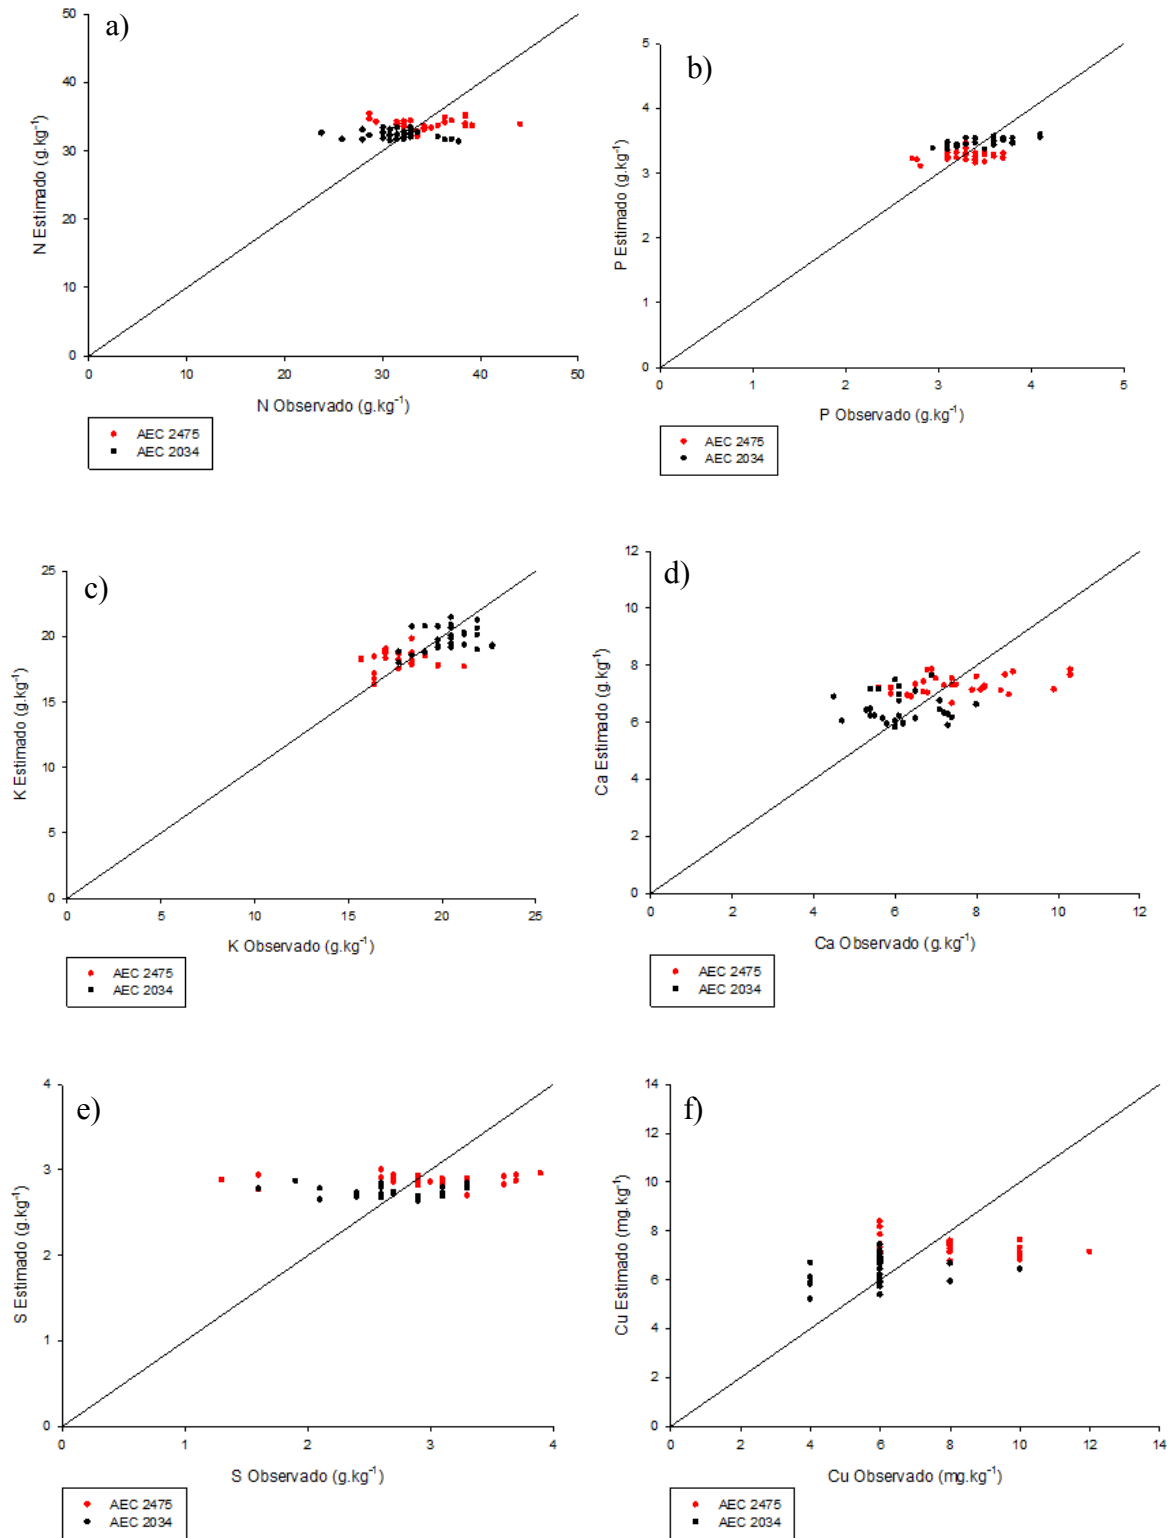 a)
50
40
30
20
10
0
N Estimado (g.kg⁻¹)
0 10 20 30 40 50
N Observado (g.kg⁻¹)
AEC 2475
AEC 2034
b)
5
4
3
2
1
0
P Estimado (g.kg⁻¹)
0 1 2 3 4 5
P Observado (g.kg⁻¹)
AEC 2475
AEC 2034
c)
25
20
15
10
5
0
K Estimado (g.kg⁻¹)
0 5 10 15 20 25
K Observado (g.kg⁻¹)
AEC 2475
AEC 2034
d)
12
10
8
6
4
2
0
Ca Estimado (g.kg⁻¹)
0 2 4 6 8 10 12
Ca Observado (g.kg⁻¹)
AEC 2475
AEC 2034
e)
4
3
2
1
0
S Estimado (g.kg⁻¹)
0 1 2 3 4
S Observado (g.kg⁻¹)
AEC 2475
AEC 2034
f)
14
12
10
8
6
4
2
0
Cu Estimado (mg.kg⁻¹)
0 2 4 6 8 10 12 14
Cu Observado (mg.kg⁻¹)
AEC 2475
AEC 2034